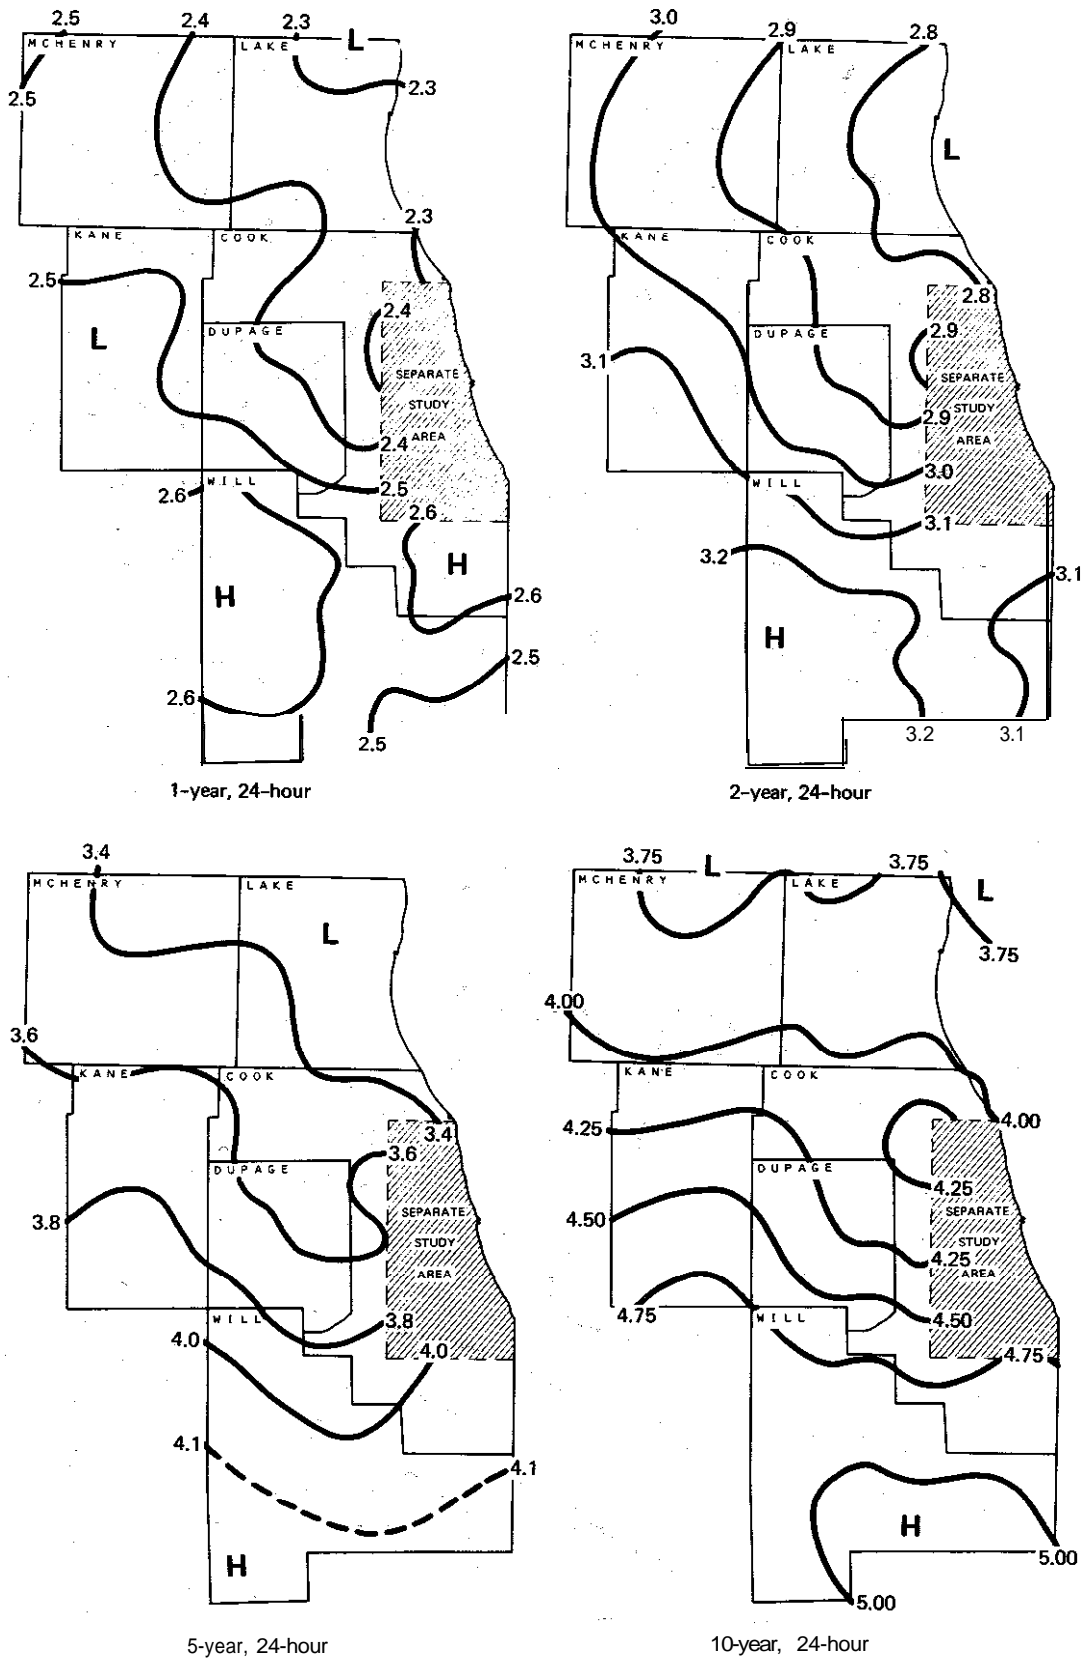 2.5 2.4 2.3 L
MCHENRY LAKE
2.3
2.5
2.3
KANE COOK
2.5
2.4
L DUPAGE
SEPARATE
STUDY
AREA
2.4
2.5
2.6 WILL
2.6
H
H
2.6
2.5
2.6
2.5
1-year, 24-hour
3.0 2.9 2.8
MCHENRY LAKE
L
KANE COOK
2.8
2.9
DUPAGE
3.1
SEPARATE
STUDY
2.9
AREA
3.0
WILL
3.1
3.2
3.1
H
3.2 3.1
2-year, 24-hour
3.4
MCHENRY LAKE
L
3.6
KANE COOK
3.4
3.6
DUPAGE
SEPARATE
3.8
STUDY
AREA
WILL 3.8
4.0
4.0
4.1
4.1
H
5-year, 24-hour
3.75 L 3.75
MCHENRY LAKE
L
3.75
4.00
KANE COOK
4.00
4.25
DUPAGE
4.25
SEPARATE
4.50
STUDY
4.25
AREA
4.75 WILL
4.50
4.75
H
5.00
5.00
10-year, 24-hour